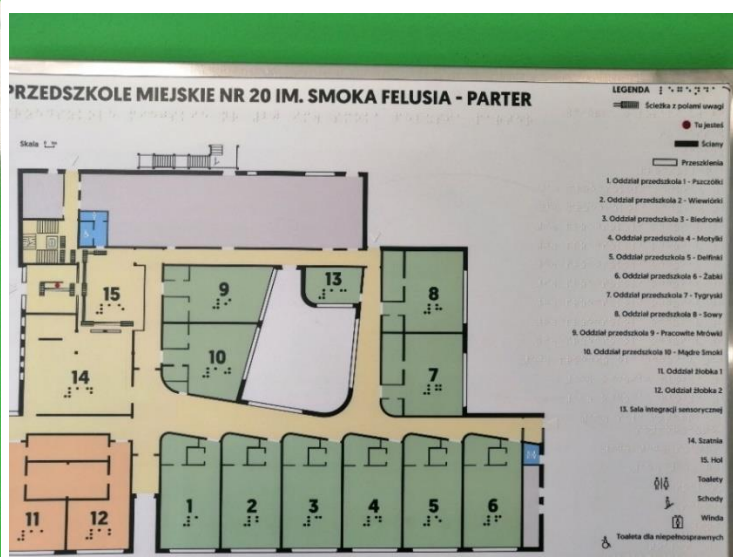 PRZEDSZKOLE MIEJSKIE NR 20 IM. SMOKA FELUSIA - PARTER
Skala
LEGENDA
Ścieżka z polami uwagi
Tu jesteś
Ściany
Przeszklenia
1. Oddział przedszkola 1 - Pszczółki
2. Oddział przedszkola 2 - Wiewiórki
3. Oddział przedszkola 3 - Biedronki
4. Oddział przedszkola 4 - Motylki
5. Oddział przedszkola 5 - Delfinki
6. Oddział przedszkola 6 - Żabki
7. Oddział przedszkola 7 - Tygryski
8. Oddział przedszkola 8 - Sowy
9. Oddział przedszkola 9 - Pracowite Mrówki
10. Oddział przedszkola 10 - Mądre Smoki
11. Oddział żłobka 1
12. Oddział żłobka 2
13. Sala integracji sensorycznej
14. Szatnia
15. Hol
Toalety
Schody
Winda
Toaleta dla niepełnosprawnych
15
9
13
8
10
14
7
11
12
1
2
3
4
5
6